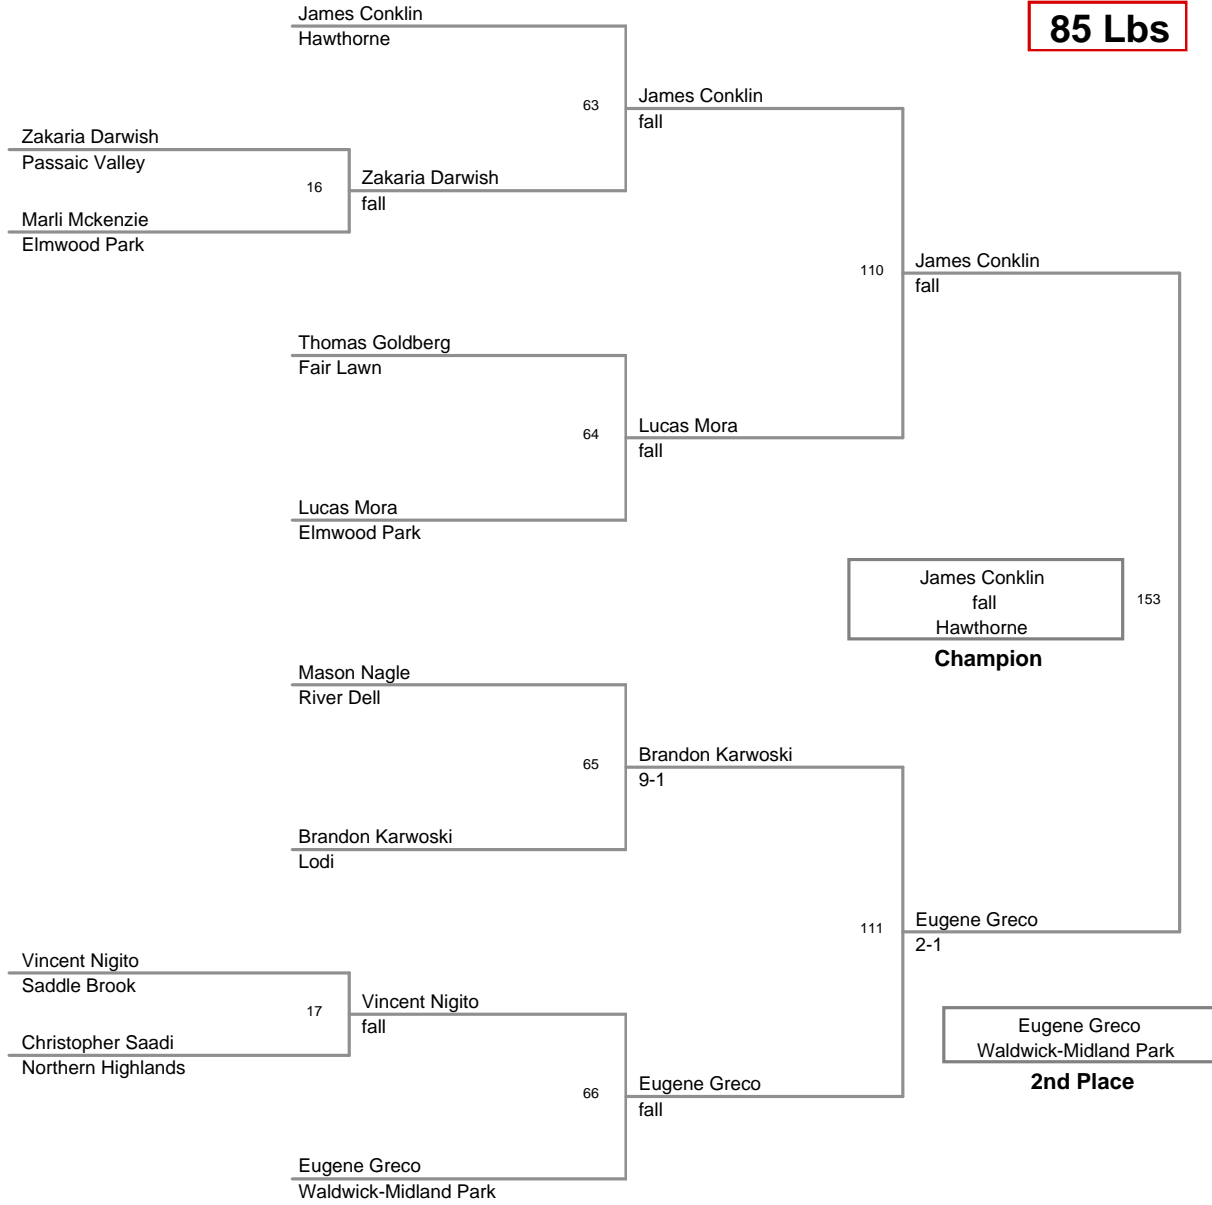 James Conklin
85 Lbs
Hawthorne
63
James Conklin
fall
Zakaria Darwish
Passaic Valley
16
Zakaria Darwish
fall
Marli Mckenzie
Elmwood Park
110
James Conklin
fall
Thomas Goldberg
Fair Lawn
64
Lucas Mora
fall
Lucas Mora
Elmwood Park
James Conklin
fall
Hawthorne
153
Champion
Mason Nagle
River Dell
65
Brandon Karwoski
9-1
Brandon Karwoski
Lodi
111
Eugene Greco
2-1
Vincent Nigito
Saddle Brook
17
Vincent Nigito
fall
Christopher Saadi
Northern Highlands
Eugene Greco
Waldwick-Midland Park
2nd Place
66
Eugene Greco
fall
Eugene Greco
Waldwick-Midland Park